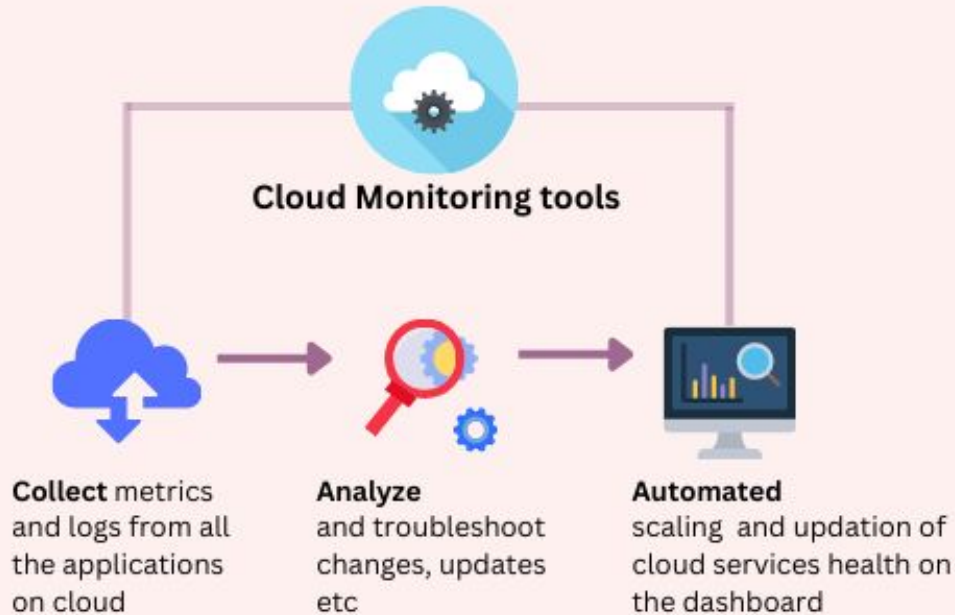 Cloud Monitoring tools
Collect metrics
and logs from all
the applications
on cloud
Analyze
and troubleshoot
changes, updates
etc
Automated
scaling and updation of
cloud services health on
the dashboard